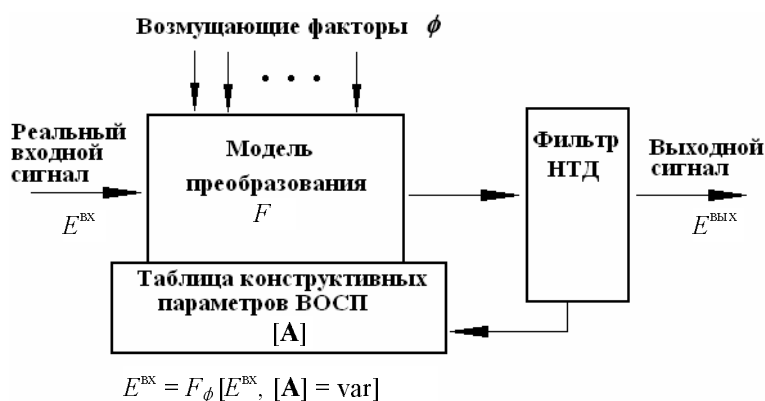 Возмущающие факторы ϕ
• • •
Реальный
входной
сигнал
E^вх
Модель
преобразования
F
Фильтр
НТД
Выходной
сигнал
E^вых
Таблица конструктивных
параметров ВОСП
[A]
E^вх = F_ϕ [E^вх, [A] = var]